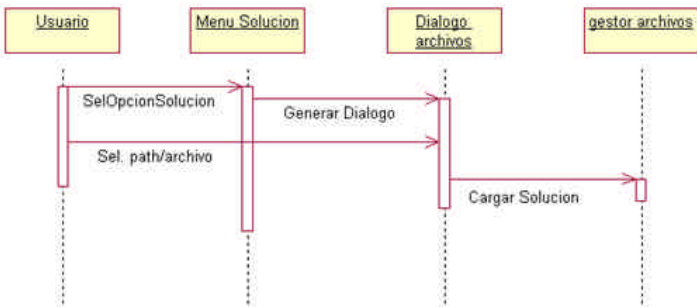 Usuario
Menu Solucion
Dialogo
archivos
gestor archivos
SelOpcionSolucion
Generar Dialogo
Sel. path/archivo
Cargar Solucion